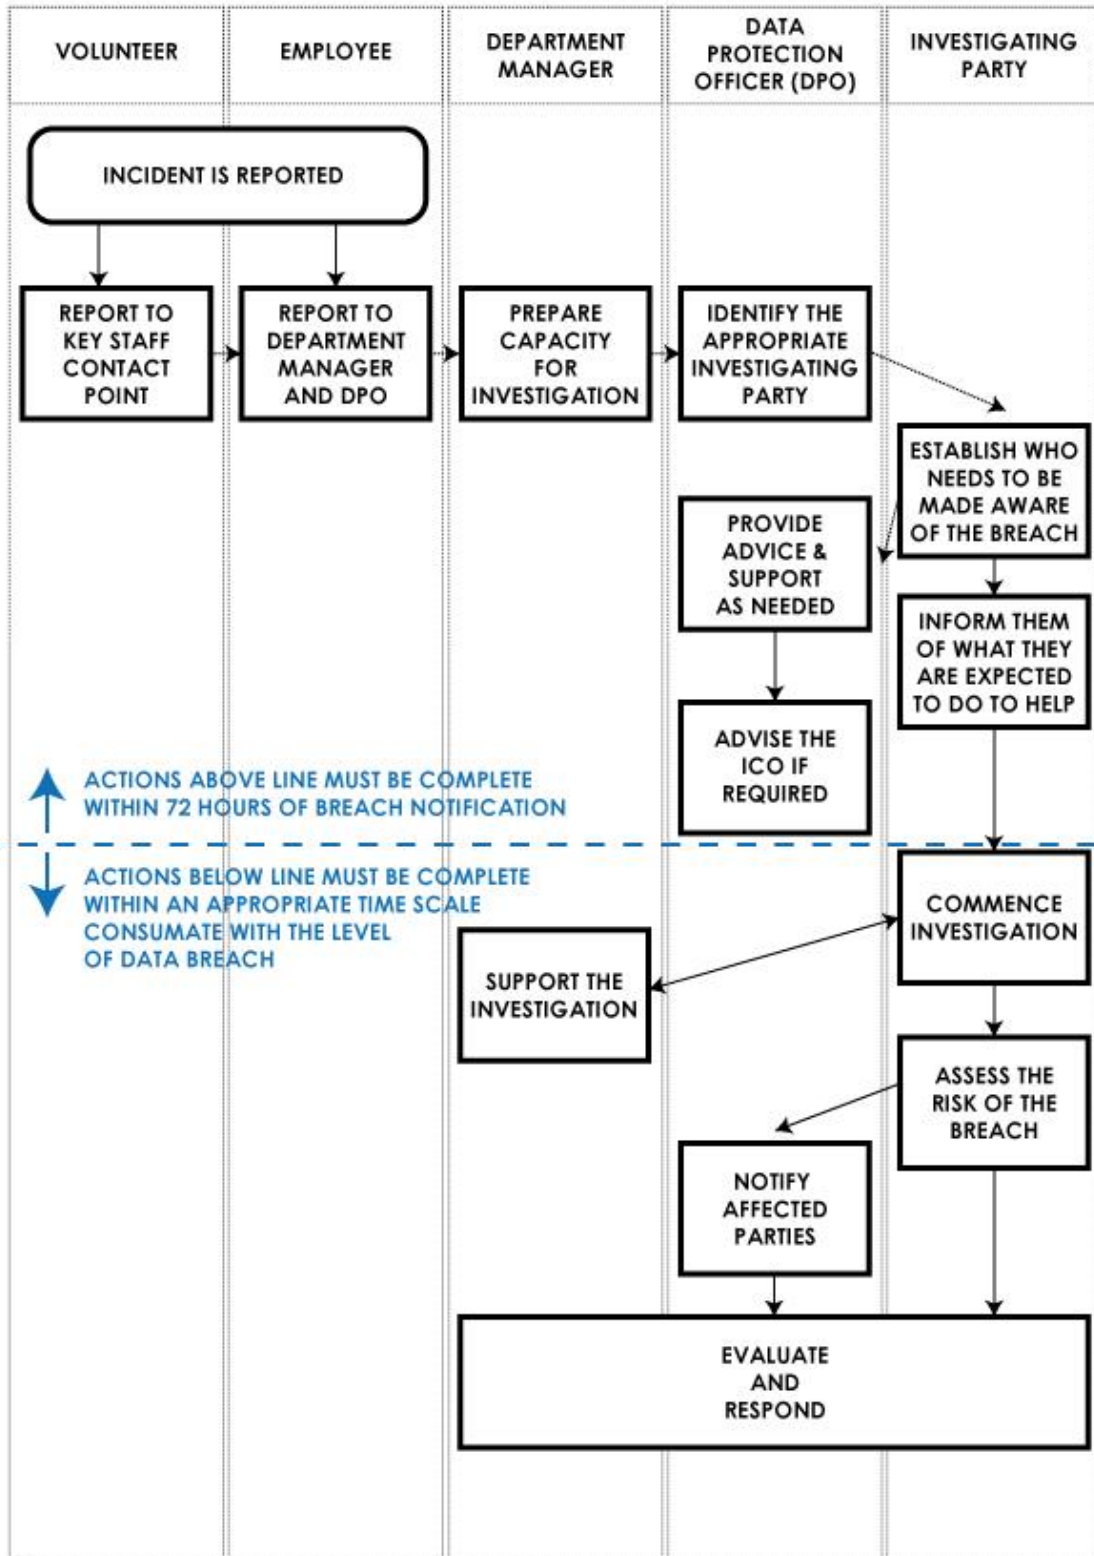 VOLUNTEER
EMPLOYEE
DEPARTMENT
MANAGER
DATA
PROTECTION
OFFICER (DPO)
INVESTIGATING
PARTY
INCIDENT IS REPORTED
REPORT TO
KEY STAFF
CONTACT
POINT
REPORT TO
DEPARTMENT
MANAGER
AND DPO
PREPARE
CAPACITY
FOR
INVESTIGATION
IDENTIFY THE
APPROPRIATE
INVESTIGATING
PARTY
ESTABLISH WHO
NEEDS TO BE
MADE AWARE
OF THE BREACH
PROVIDE
ADVICE &
SUPPORT
AS NEEDED
INFORM THEM
OF WHAT THEY
ARE EXPECTED
TO DO TO HELP
ADVISE THE
ICO IF
REQUIRED
ACTIONS ABOVE LINE MUST BE COMPLETE
WITHIN 72 HOURS OF BREACH NOTIFICATION
ACTIONS BELOW LINE MUST BE COMPLETE
WITHIN AN APPROPRIATE TIME SCALE
CONSUMATE WITH THE LEVEL
OF DATA BREACH
COMMENCE
INVESTIGATION
SUPPORT THE
INVESTIGATION
ASSESS THE
RISK OF THE
BREACH
NOTIFY
AFFECTED
PARTIES
EVALUATE
AND
RESPOND